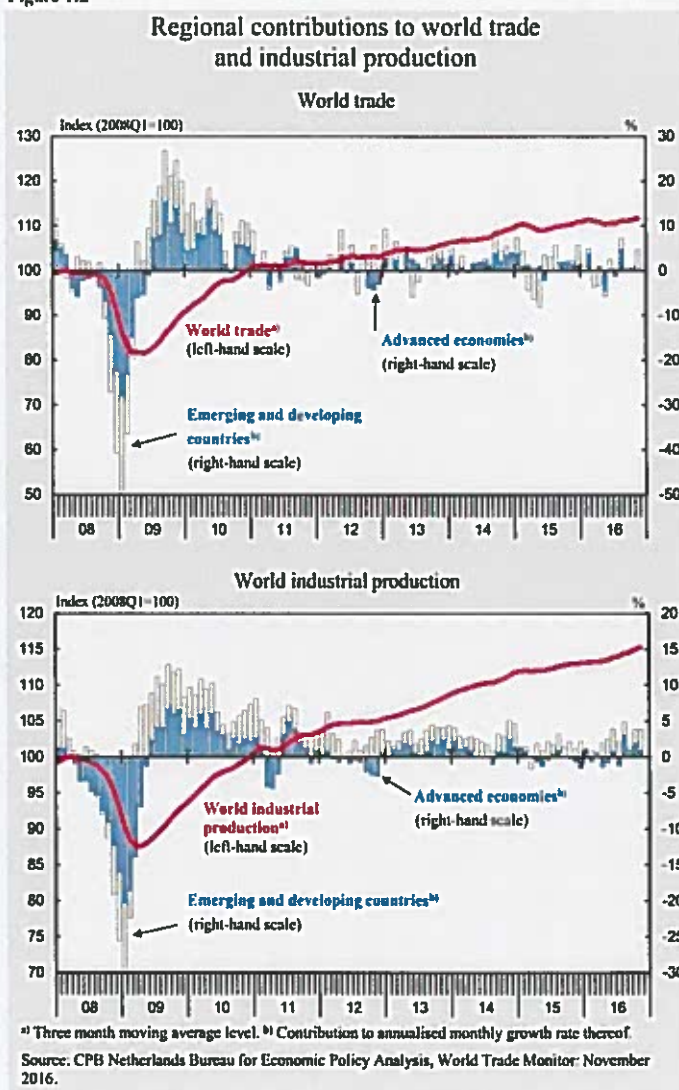 Regional contributions to world trade
and industrial production
World trade
Index (2008Q1=100)
%
130
120
110
100
90
80
70
60
50
30
20
10
0
-10
-20
-30
-40
-50
World trade a)
(left-hand scale)
Advanced economies b)
(right-hand scale)
Emerging and developing
countries b)
(right-hand scale)
08 09 10 11 12 13 14 15 16
World industrial production
Index (2008Q1=100)
%
120
115
110
105
100
95
90
85
80
75
70
20
15
10
5
0
-5
-10
-15
-20
-25
-30
World industrial
production a)
(left-hand scale)
Advanced economies b)
(right-hand scale)
Emerging and developing countries b)
(right-hand scale)
08 09 10 11 12 13 14 15 16
a) Three month moving average level. b) Contribution to annualised monthly growth rate thereof.
Source: CPB Netherlands Bureau for Economic Policy Analysis, World Trade Monitor: November
2016.